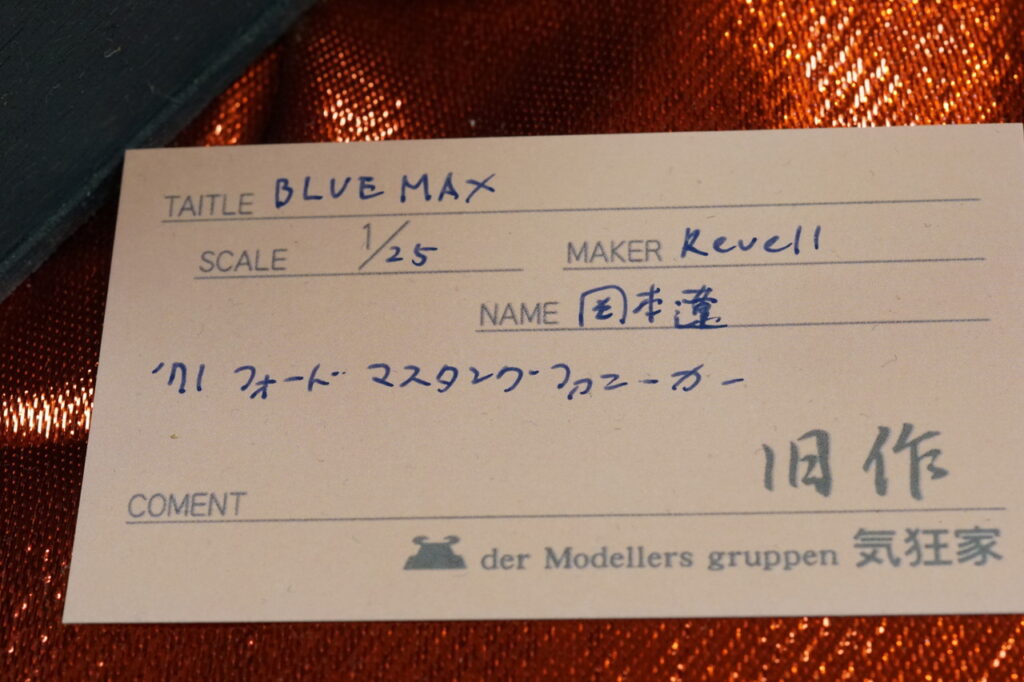 TAITLE BLUE MAX
SCALE 1/25 MAKER Revell
NAME 岡本達
'71 フォード マスタング ファニーカー
旧作
COMENT
der Modellers gruppen 気狂家